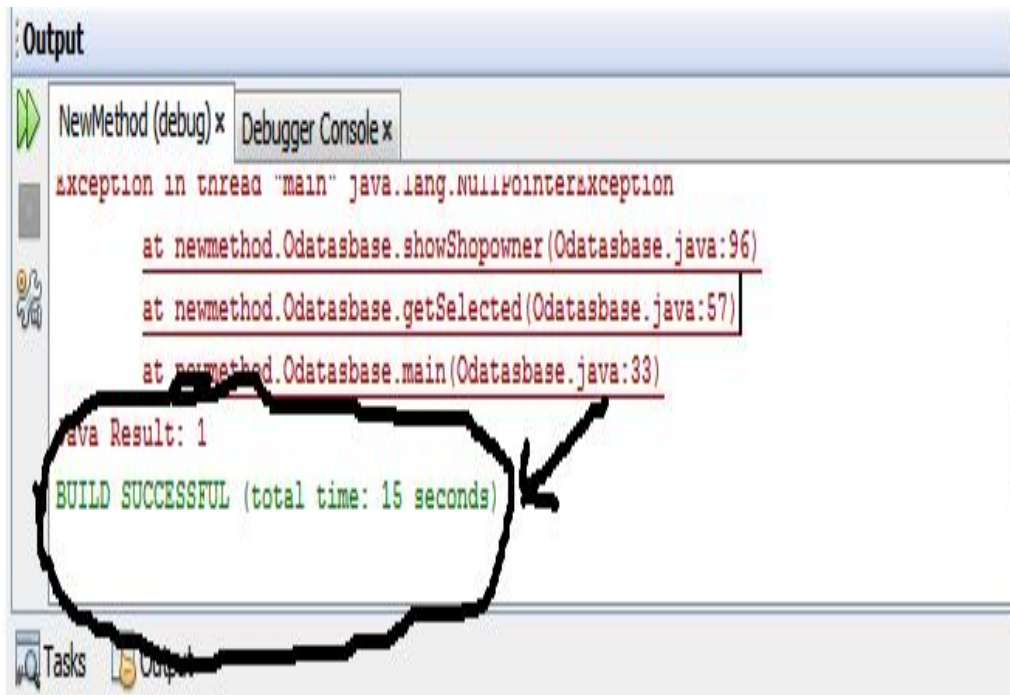 Output
NewMethod (debug) x Debugger Console x
Exception in thread "main" java.lang.NullPointerException
at newmethod.Odatasbase.showShopowner(Odatasbase.java:96)
at newmethod.Odatasbase.getSelected(Odatasbase.java:57)
at newmethod.Odatasbase.main(Odatasbase.java:33)
Java Result: 1
BUILD SUCCESSFUL (total time: 15 seconds)
Tasks Output